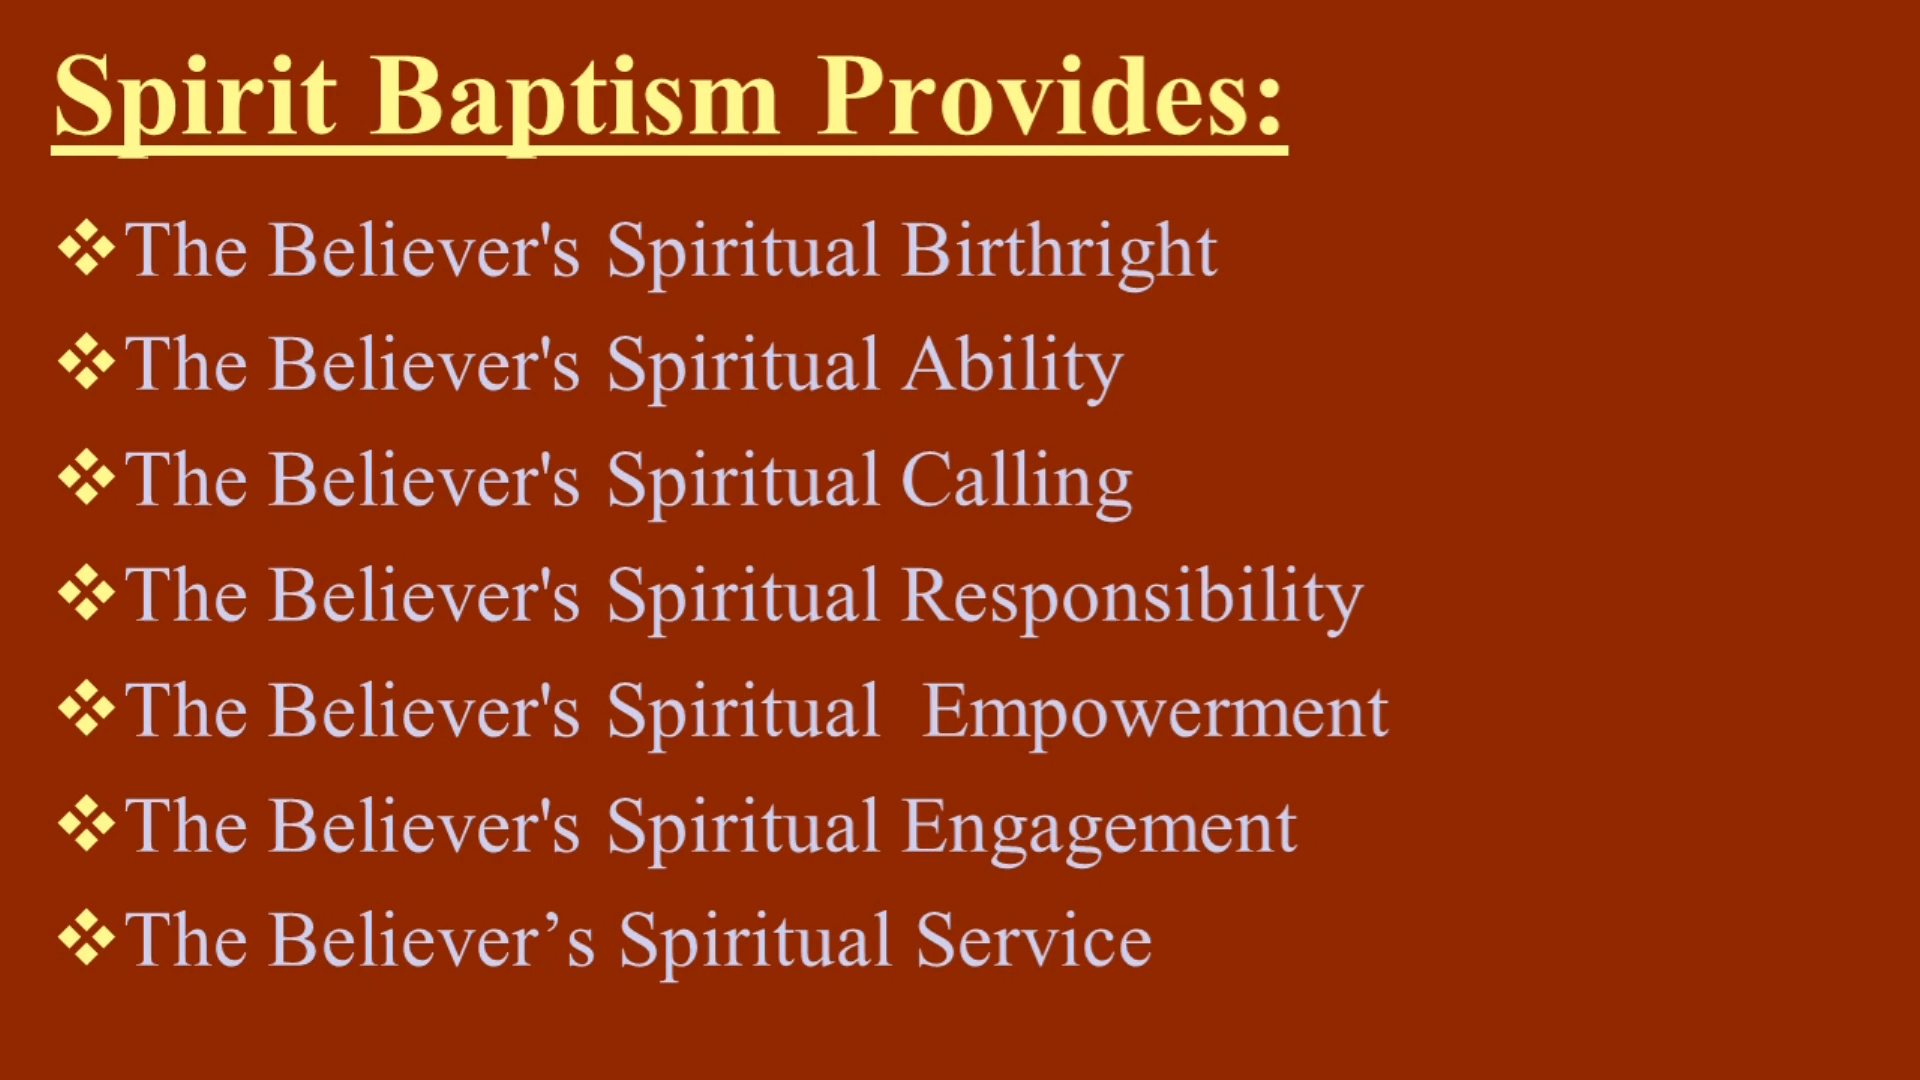 Spirit Baptism Provides:
❖The Believer's Spiritual Birthright
❖The Believer's Spiritual Ability
❖The Believer's Spiritual Calling
❖The Believer's Spiritual Responsibility
❖The Believer's Spiritual  Empowerment
❖The Believer's Spiritual Engagement
❖The Believer’s Spiritual Service